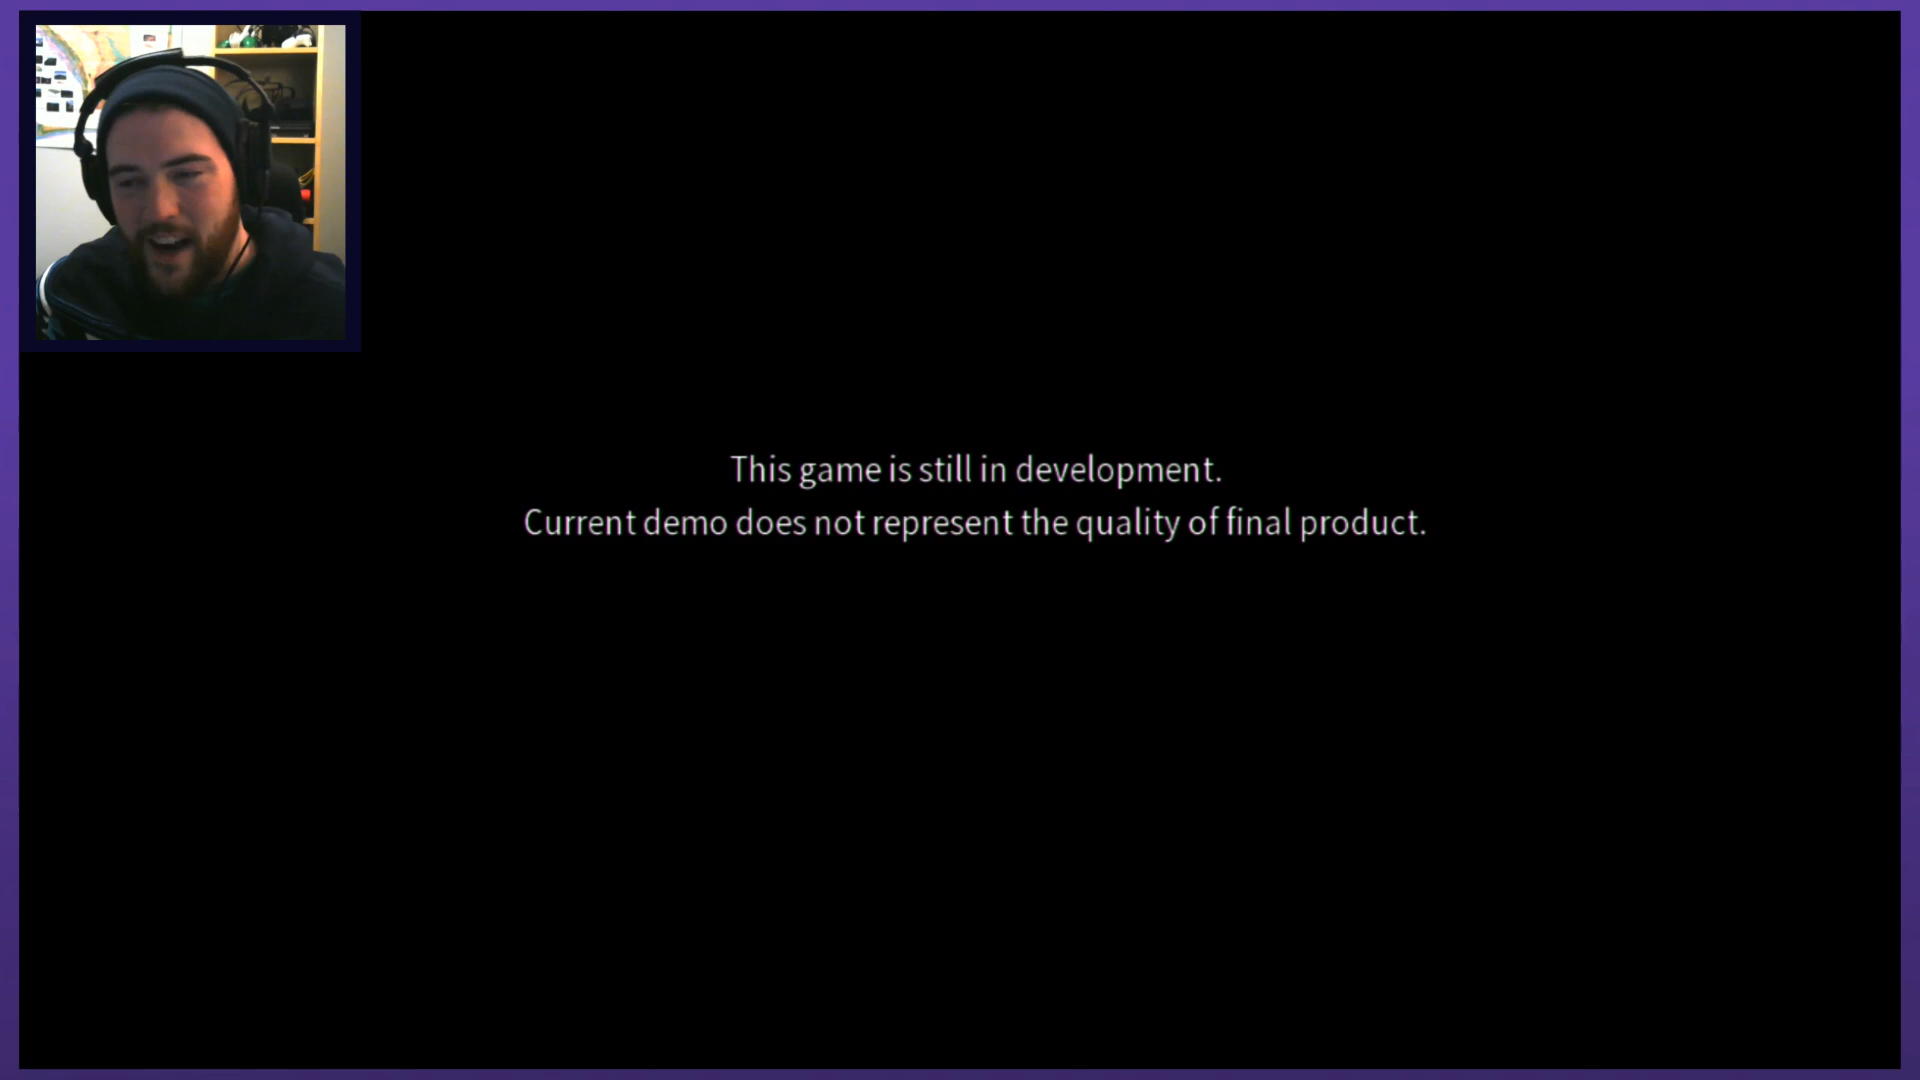 This game is still in development.
Current demo does not represent the quality of final product.